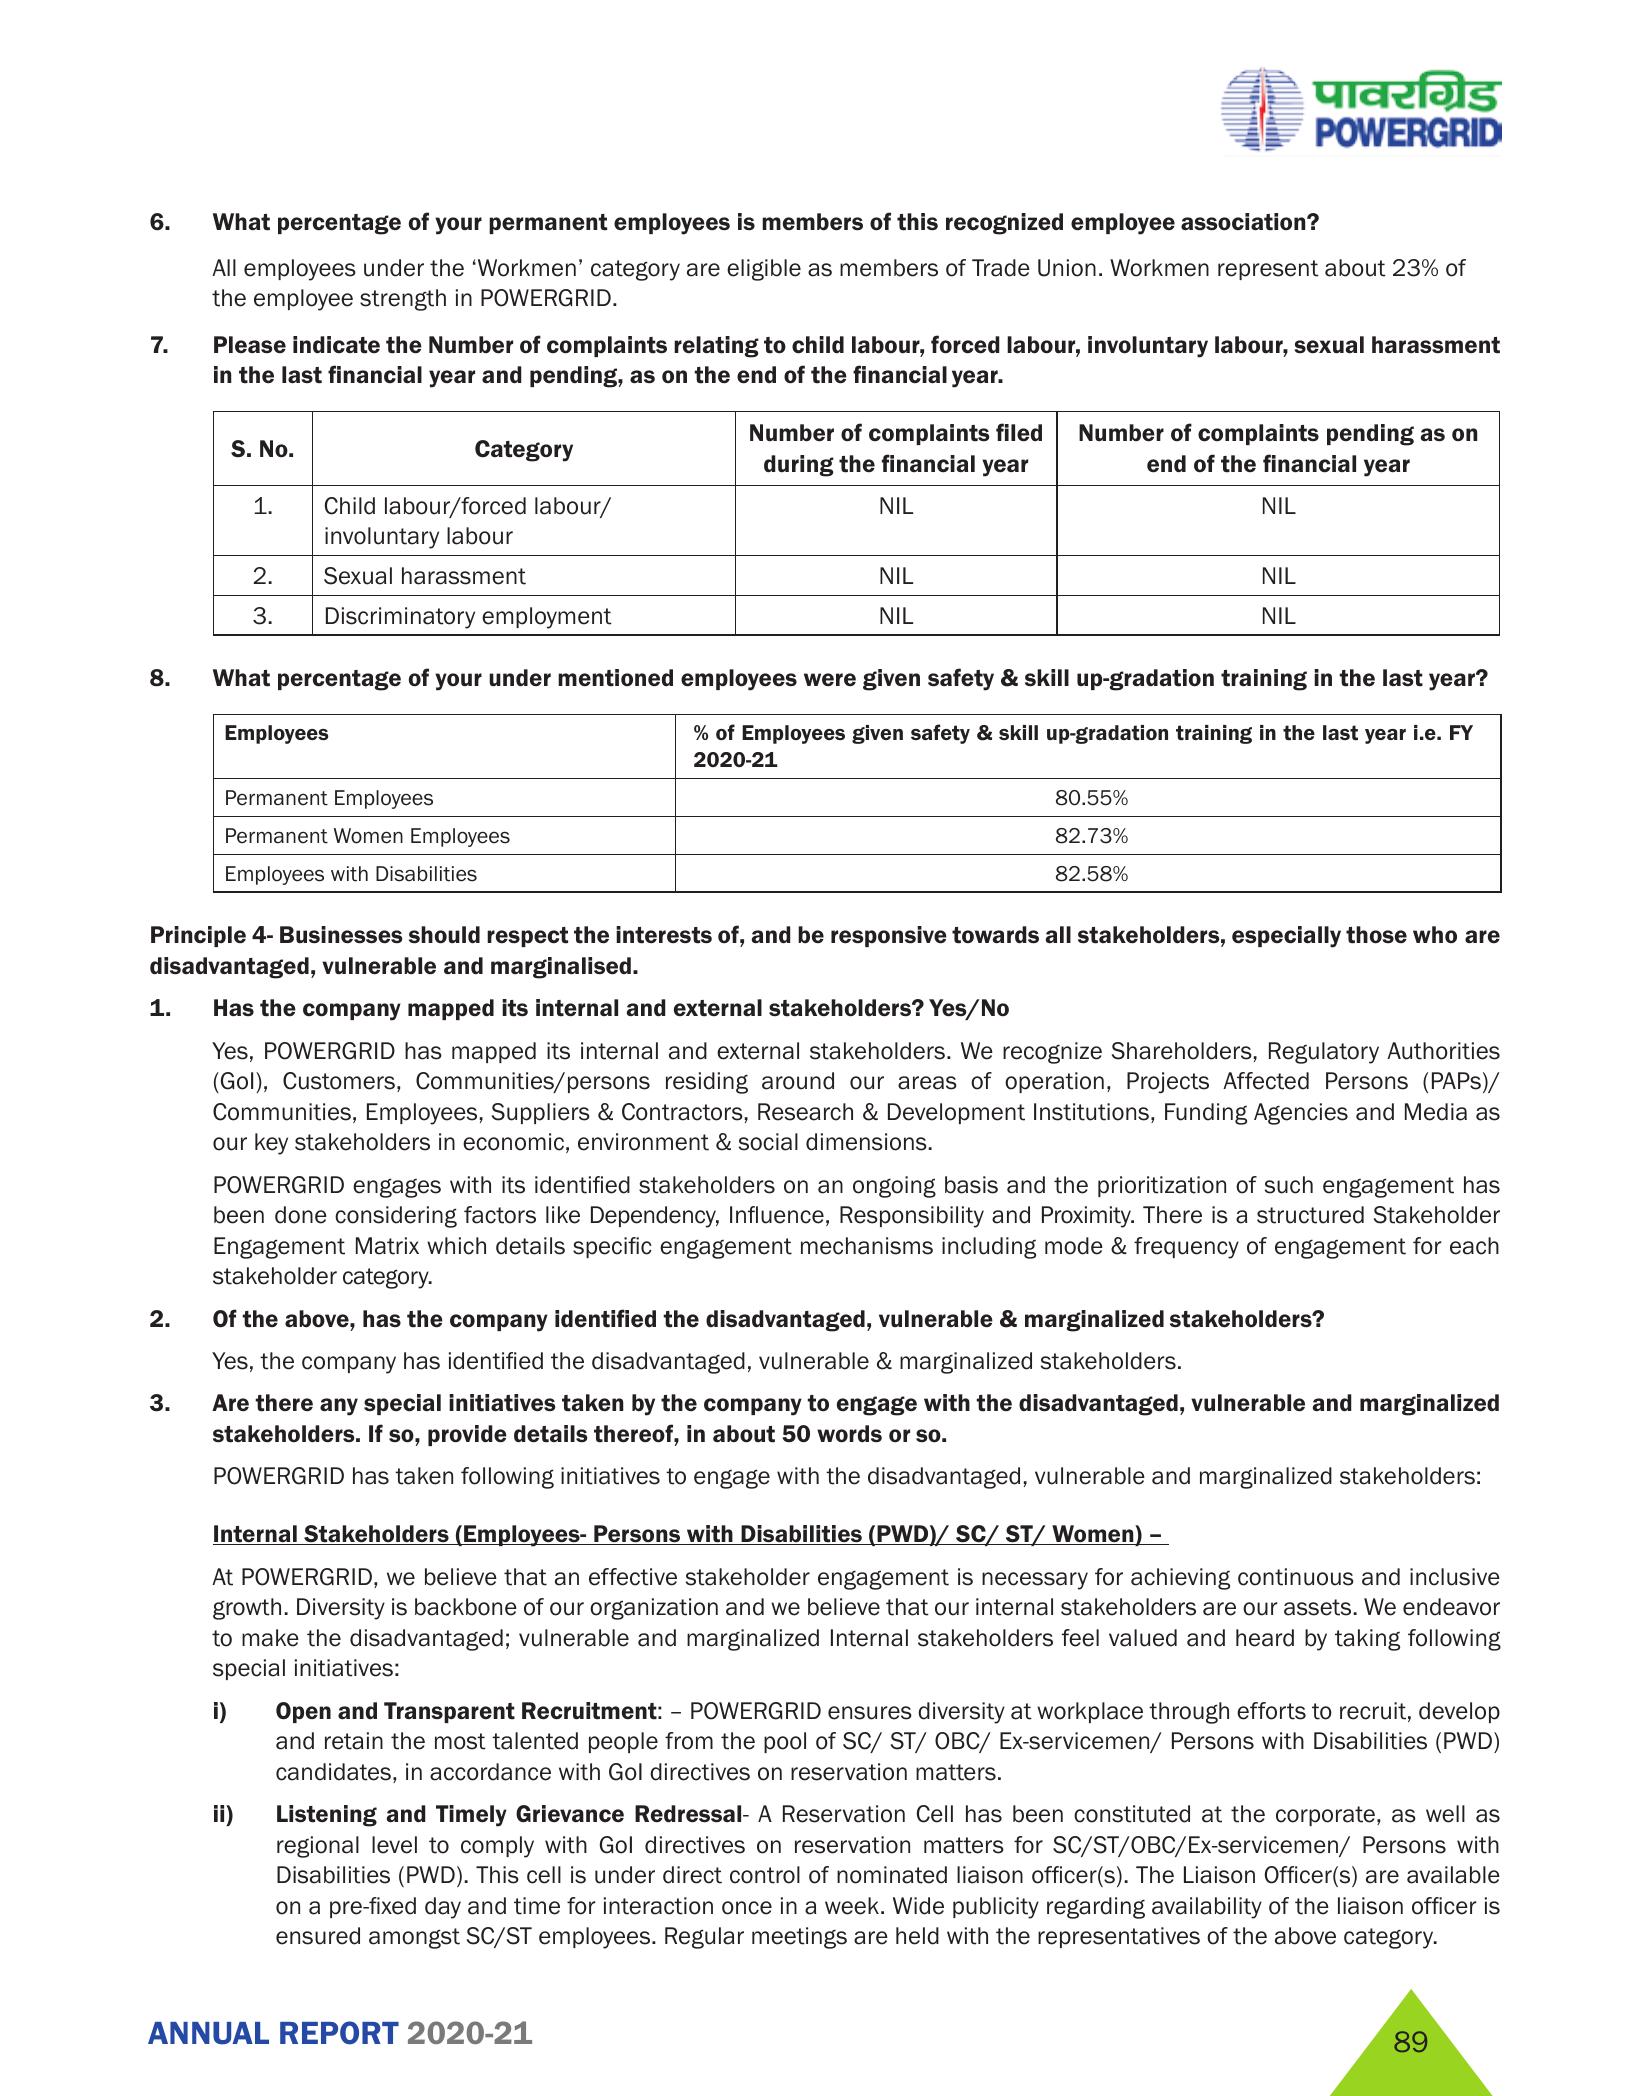 पावरग्रिड
POWERGRID
6. What percentage of your permanent employees is members of this recognized employee association?
All employees under the ‘Workmen’ category are eligible as members of Trade Union. Workmen represent about 23% of
the employee strength in POWERGRID.
7. Please indicate the Number of complaints relating to child labour, forced labour, involuntary labour, sexual harassment
in the last financial year and pending, as on the end of the financial year.
S. No. Category Number of complaints filed during the financial year Number of complaints pending as on end of the financial year
1. Child labour/forced labour/ NIL NIL
involuntary labour
2. Sexual harassment NIL NIL
3. Discriminatory employment NIL NIL
8. What percentage of your under mentioned employees were given safety & skill up-gradation training in the last year?
Employees % of Employees given safety & skill up-gradation training in the last year i.e. FY
2020-21
Permanent Employees 80.55%
Permanent Women Employees 82.73%
Employees with Disabilities 82.58%
Principle 4- Businesses should respect the interests of, and be responsive towards all stakeholders, especially those who are
disadvantaged, vulnerable and marginalised.
1. Has the company mapped its internal and external stakeholders? Yes/No
Yes, POWERGRID has mapped its internal and external stakeholders. We recognize Shareholders, Regulatory Authorities
(GoI), Customers, Communities/persons residing around our areas of operation, Projects Affected Persons (PAPs)/
Communities, Employees, Suppliers & Contractors, Research & Development Institutions, Funding Agencies and Media as
our key stakeholders in economic, environment & social dimensions.
POWERGRID engages with its identified stakeholders on an ongoing basis and the prioritization of such engagement has
been done considering factors like Dependency, Influence, Responsibility and Proximity. There is a structured Stakeholder
Engagement Matrix which details specific engagement mechanisms including mode & frequency of engagement for each
stakeholder category.
2. Of the above, has the company identified the disadvantaged, vulnerable & marginalized stakeholders?
Yes, the company has identified the disadvantaged, vulnerable & marginalized stakeholders.
3. Are there any special initiatives taken by the company to engage with the disadvantaged, vulnerable and marginalized
stakeholders. If so, provide details thereof, in about 50 words or so.
POWERGRID has taken following initiatives to engage with the disadvantaged, vulnerable and marginalized stakeholders:
Internal Stakeholders (Employees- Persons with Disabilities (PWD)/ SC/ ST/ Women) –
At POWERGRID, we believe that an effective stakeholder engagement is necessary for achieving continuous and inclusive
growth. Diversity is backbone of our organization and we believe that our internal stakeholders are our assets. We endeavor
to make the disadvantaged; vulnerable and marginalized Internal stakeholders feel valued and heard by taking following
special initiatives:
i) Open and Transparent Recruitment: – POWERGRID ensures diversity at workplace through efforts to recruit, develop
and retain the most talented people from the pool of SC/ ST/ OBC/ Ex-servicemen/ Persons with Disabilities (PWD)
candidates, in accordance with GoI directives on reservation matters.
ii) Listening and Timely Grievance Redressal- A Reservation Cell has been constituted at the corporate, as well as
regional level to comply with GoI directives on reservation matters for SC/ST/OBC/Ex-servicemen/ Persons with
Disabilities (PWD). This cell is under direct control of nominated liaison officer(s). The Liaison Officer(s) are available
on a pre-fixed day and time for interaction once in a week. Wide publicity regarding availability of the liaison officer is
ensured amongst SC/ST employees. Regular meetings are held with the representatives of the above category.
ANNUAL REPORT 2020-21
89